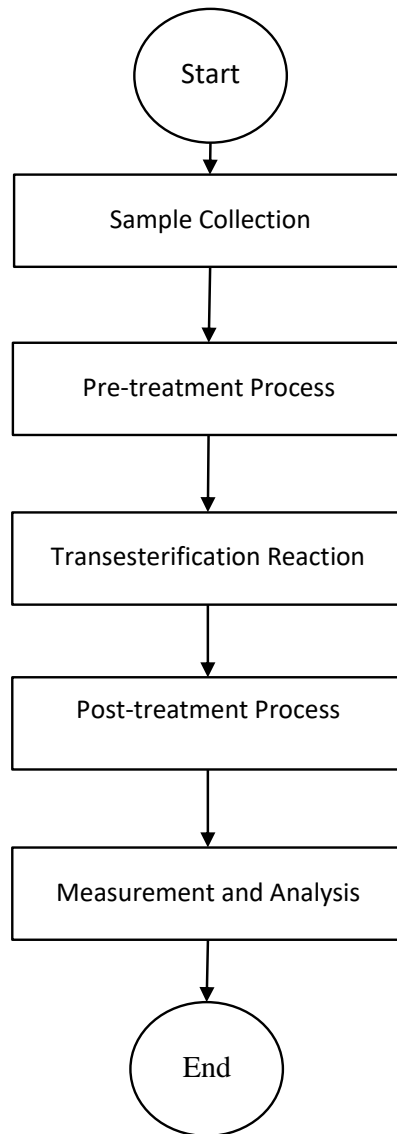 Start
Sample Collection
Pre-treatment Process
Transesterification Reaction
Post-treatment Process
Measurement and Analysis
End